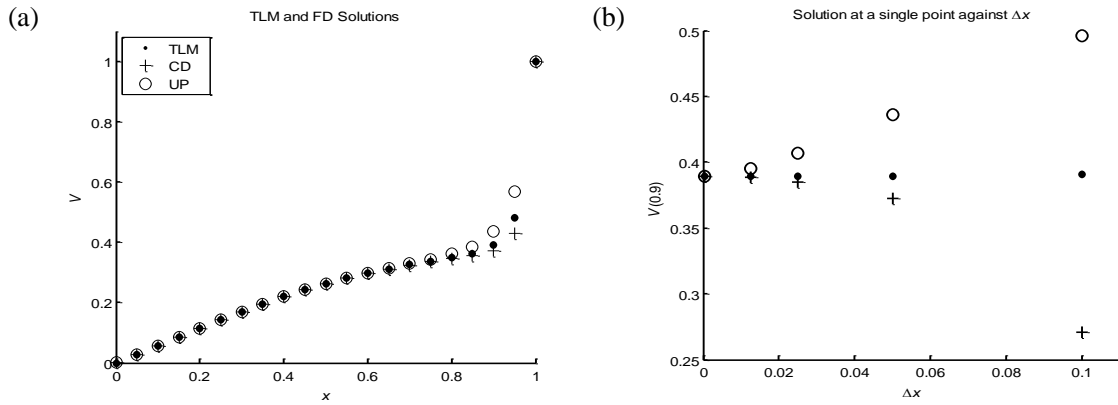 (a)
TLM and FD Solutions
TLM
CD
UP
V
1
0.8
0.6
0.4
0.2
0
0
0.2
0.4
0.6
0.8
1
x
(b)
Solution at a single point against Δx
V(0.9)
0.5
0.45
0.4
0.35
0.3
0.25
0
0.02
0.04
0.06
0.08
0.1
Δx